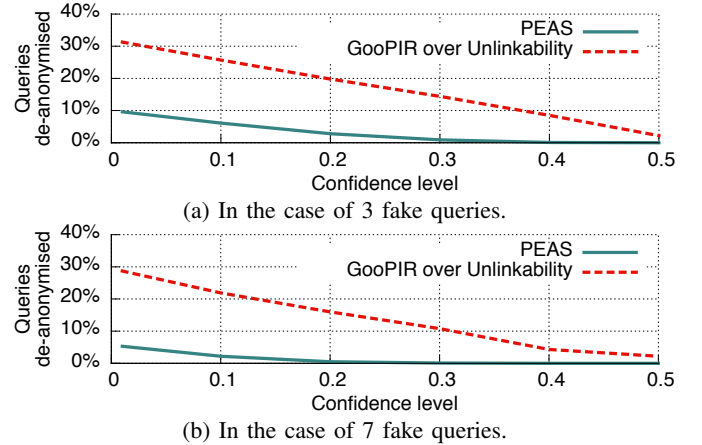 40%
30%
20%
10%
0%
Queries
de-anonymised
PEAS
GooPIR over Unlinkability
0 0.1 0.2 0.3 0.4 0.5
Confidence level
(a) In the case of 3 fake queries.
40%
30%
20%
10%
0%
Queries
de-anonymised
PEAS
GooPIR over Unlinkability
0 0.1 0.2 0.3 0.4 0.5
Confidence level
(b) In the case of 7 fake queries.